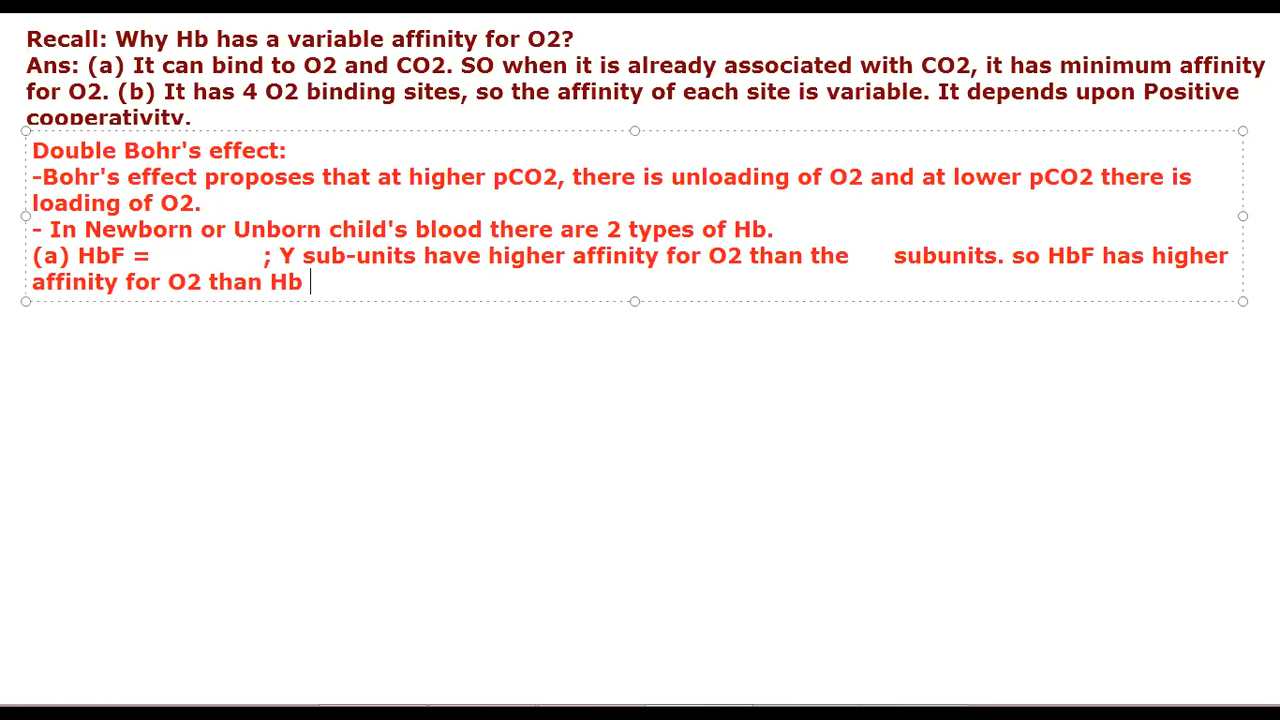 Recall: Why Hb has a variable affinity for O2?
Ans: (a) It can bind to O2 and CO2. SO when it is already associated with CO2, it has minimum affinity
for O2. (b) It has 4 O2 binding sites, so the affinity of each site is variable. It depends upon Positive
cooperativity.
Double Bohr's effect:
-Bohr's effect proposes that at higher pCO2, there is unloading of O2 and at lower pCO2 there is
loading of O2.
- In Newborn or Unborn child's blood there are 2 types of Hb.
(a) HbF = ; Y sub-units have higher affinity for O2 than the subunits. so HbF has higher
affinity for O2 than Hb